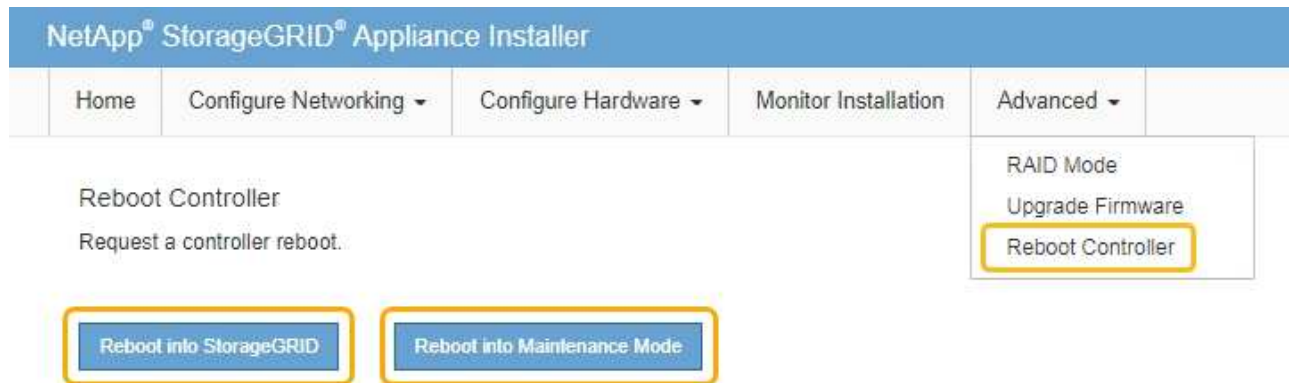 NetApp® StorageGRID® Appliance Installer
Home Configure Networking Configure Hardware Monitor Installation Advanced
RAID Mode
Upgrade Firmware
Reboot Controller
Reboot Controller
Request a controller reboot.
Reboot into StorageGRID Reboot into Maintenance Mode